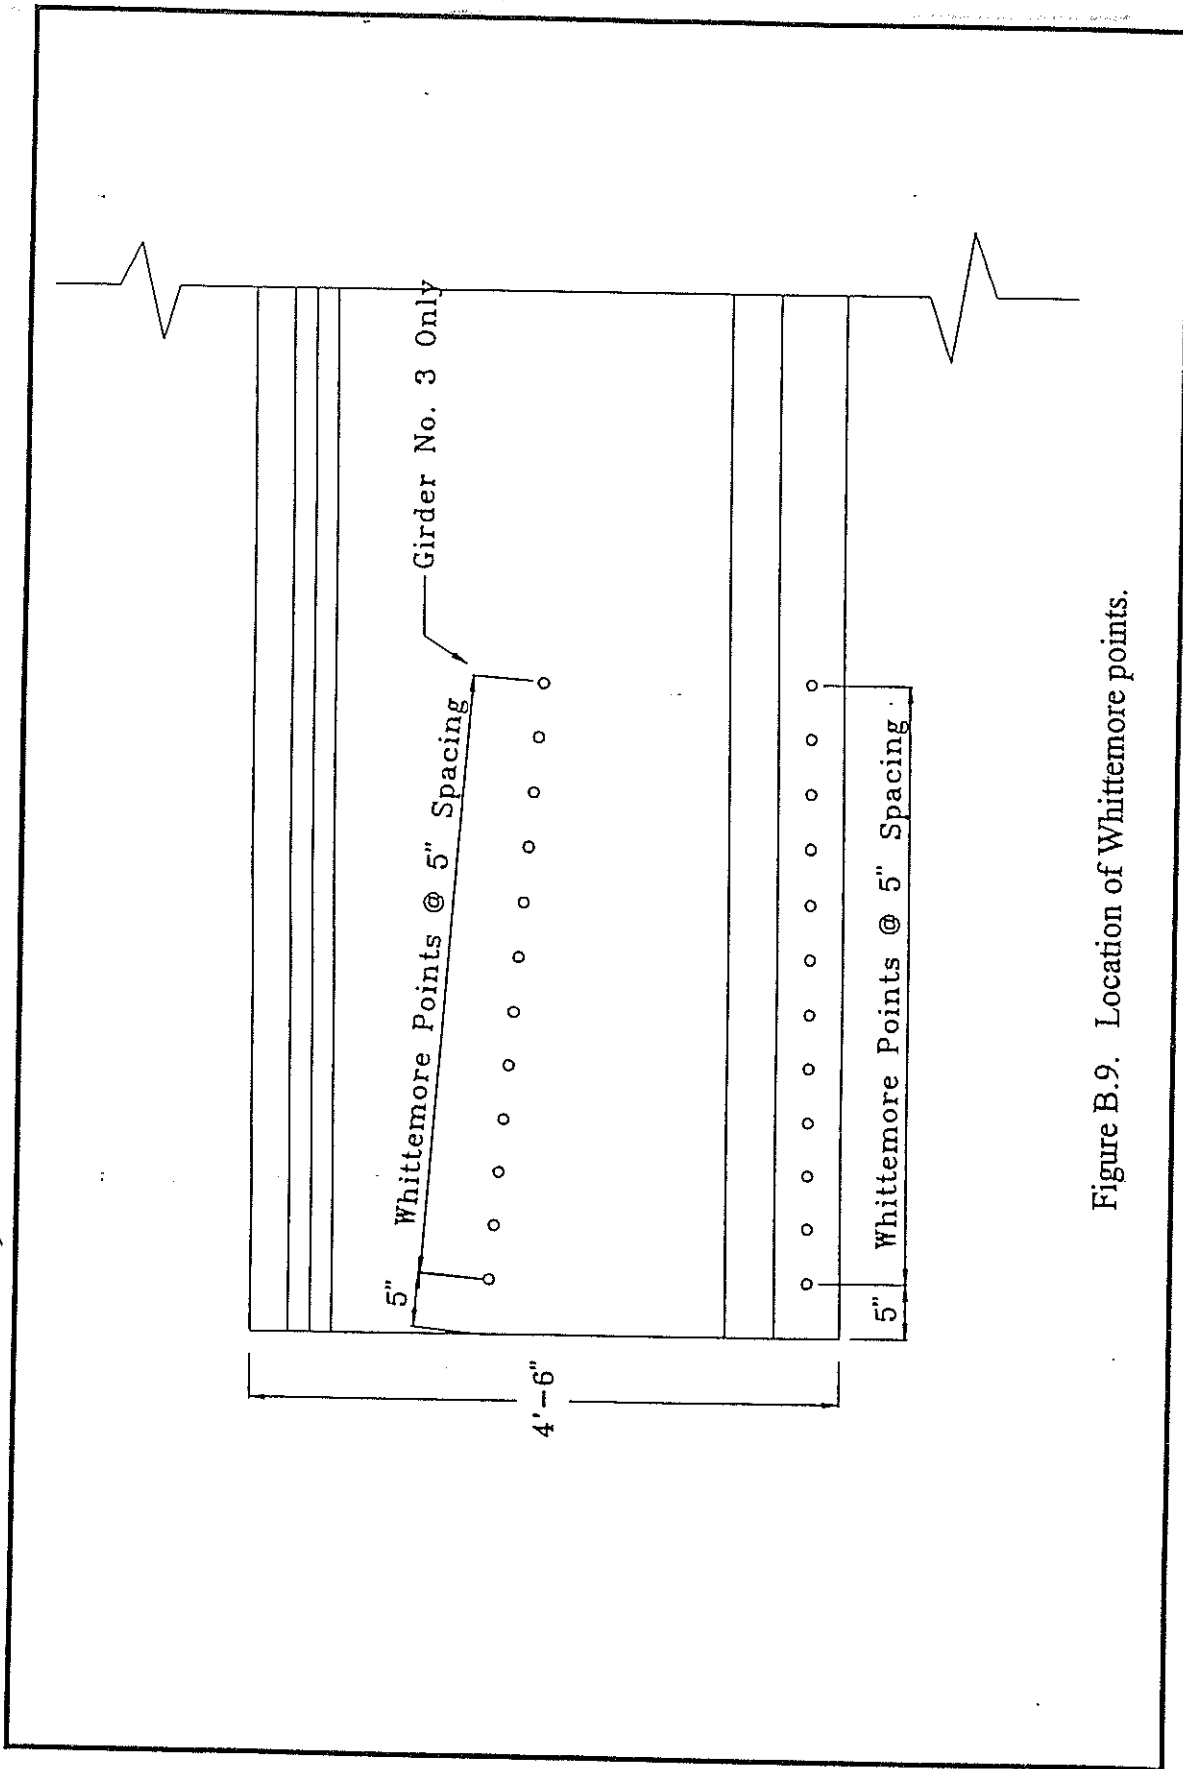 Girder No. 3 Only
Whittemore Points @ 5" Spacing
5"
4'-6"
Whittemore Points @ 5" Spacing
5"
Figure B.9. Location of Whittemore points.